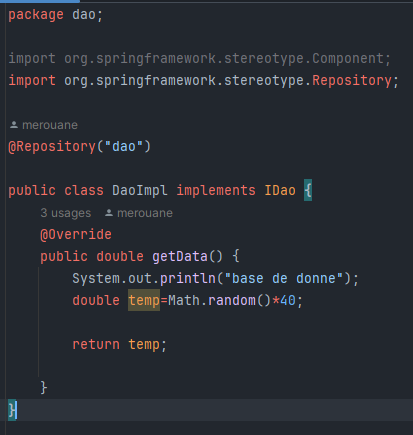 package dao;
import org.springframework.stereotype.Component;
import org.springframework.stereotype.Repository;
merouane
@Repository("dao")
public class DaoImpl implements IDao {
3 usages merouane
@Override
public double getData() {
System.out.println("base de donne");
double temp=Math.random()*40;
return temp;
}
}